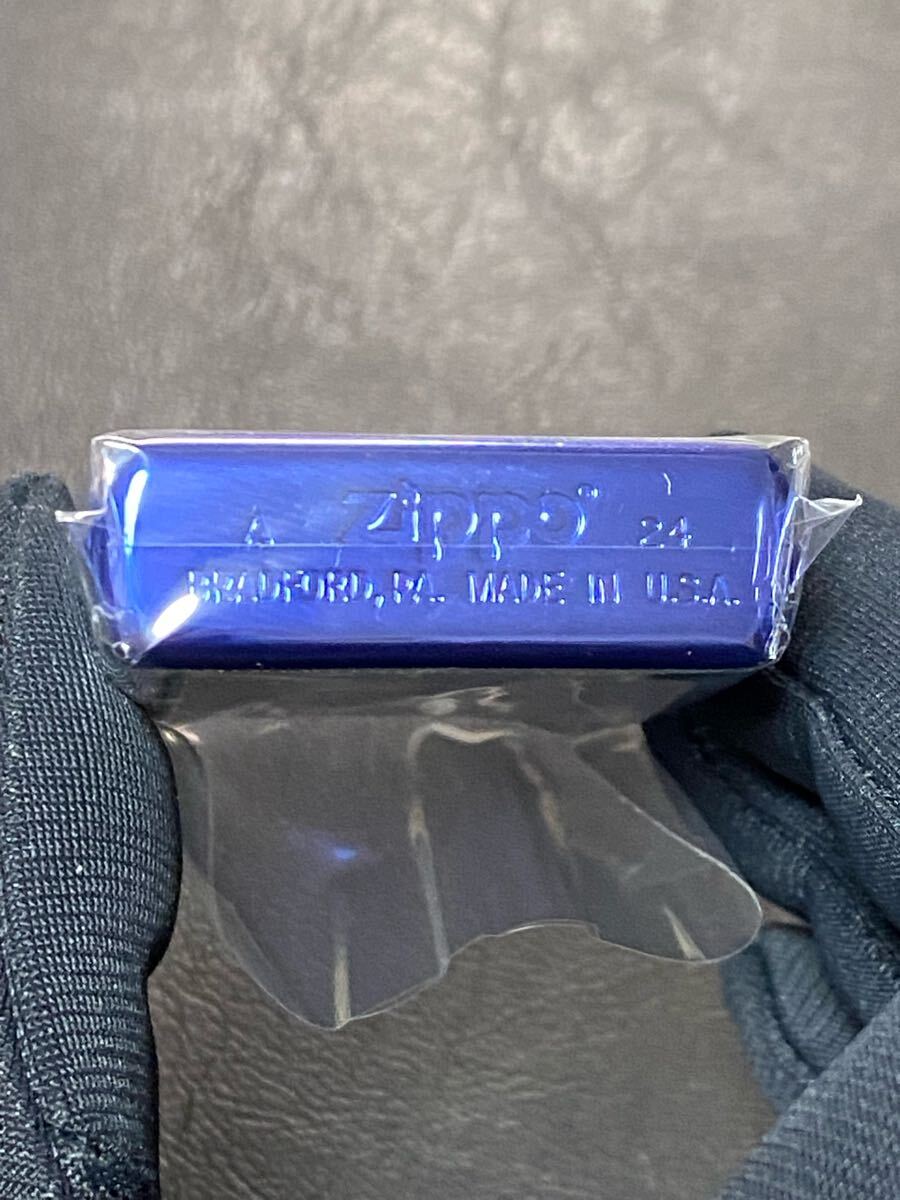 A Zippo® 24
BRADFORD, PA. MADE IN U.S.A.